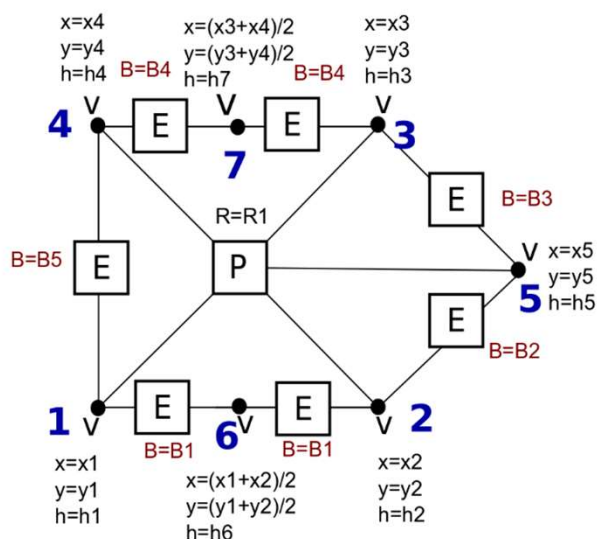 x=x4
y=y4
h=h4
x=(x3+x4)/2
y=(y3+y4)/2
h=h7
x=x3
y=y3
h=h3
B=B4
B=B4
V
V
V
4
E
E
3
7
E
B=B3
R=R1
B=B5
E
P
V
x=x5
y=y5
h=h5
5
E
B=B2
1
V
E
E
2
V
6
V
B=B1
B=B1
x=x1
y=y1
h=h1
x=(x1+x2)/2
y=(y1+y2)/2
h=h6
x=x2
y=y2
h=h2